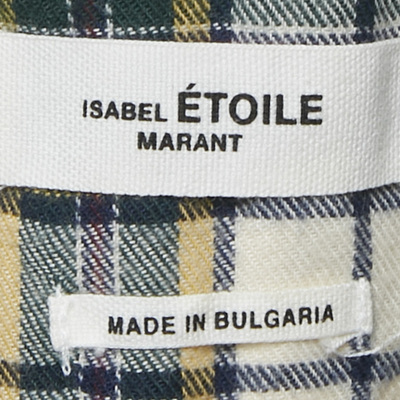 ISABEL ÉTOILE
MARANT
MADE IN BULGARIA